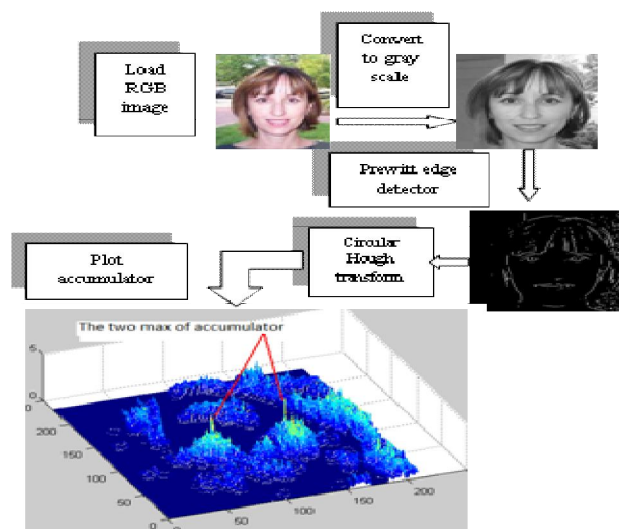 Load
RGB
image
Convert
to gray
scale
Prewitt edge
detector
Circular
Hough
transform
Plot
accumulator
The two max of accumulator
5
0
0
200
150
100
50
0
50
100
150
200